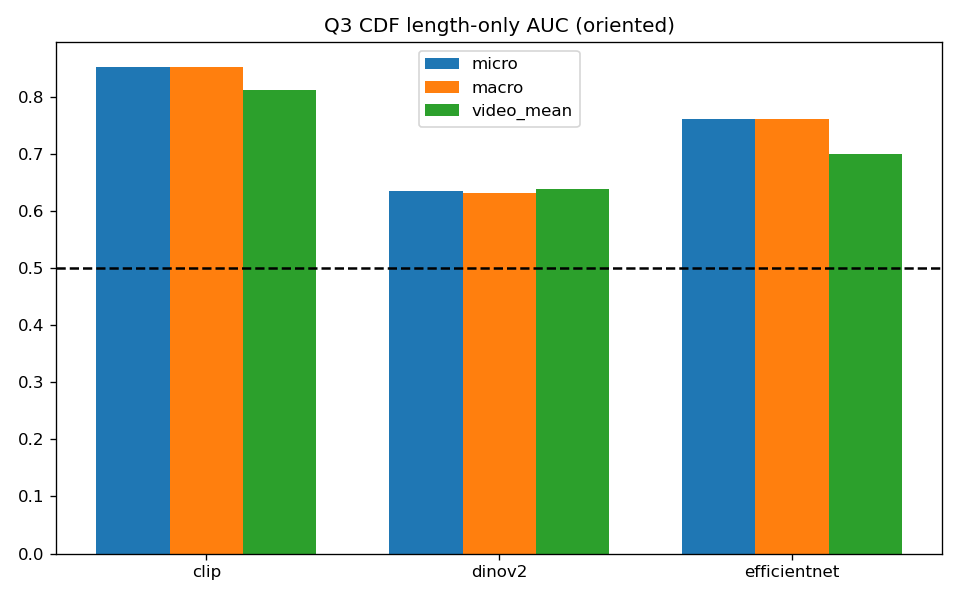 Q3 CDF length-only AUC (oriented)
micro
macro
video_mean
0.8
0.7
0.6
0.5
0.4
0.3
0.2
0.1
0.0
clip
dinov2
efficientnet